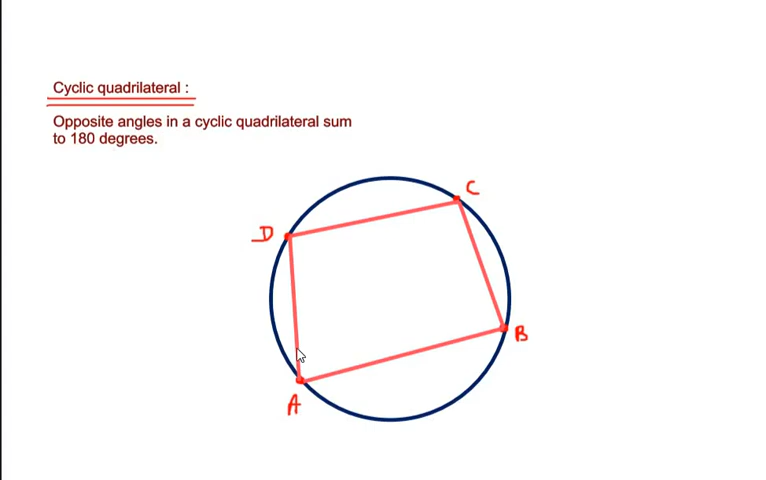 Cyclic quadrilateral :
Opposite angles in a cyclic quadrilateral sum
to 180 degrees.
C
D
B
A